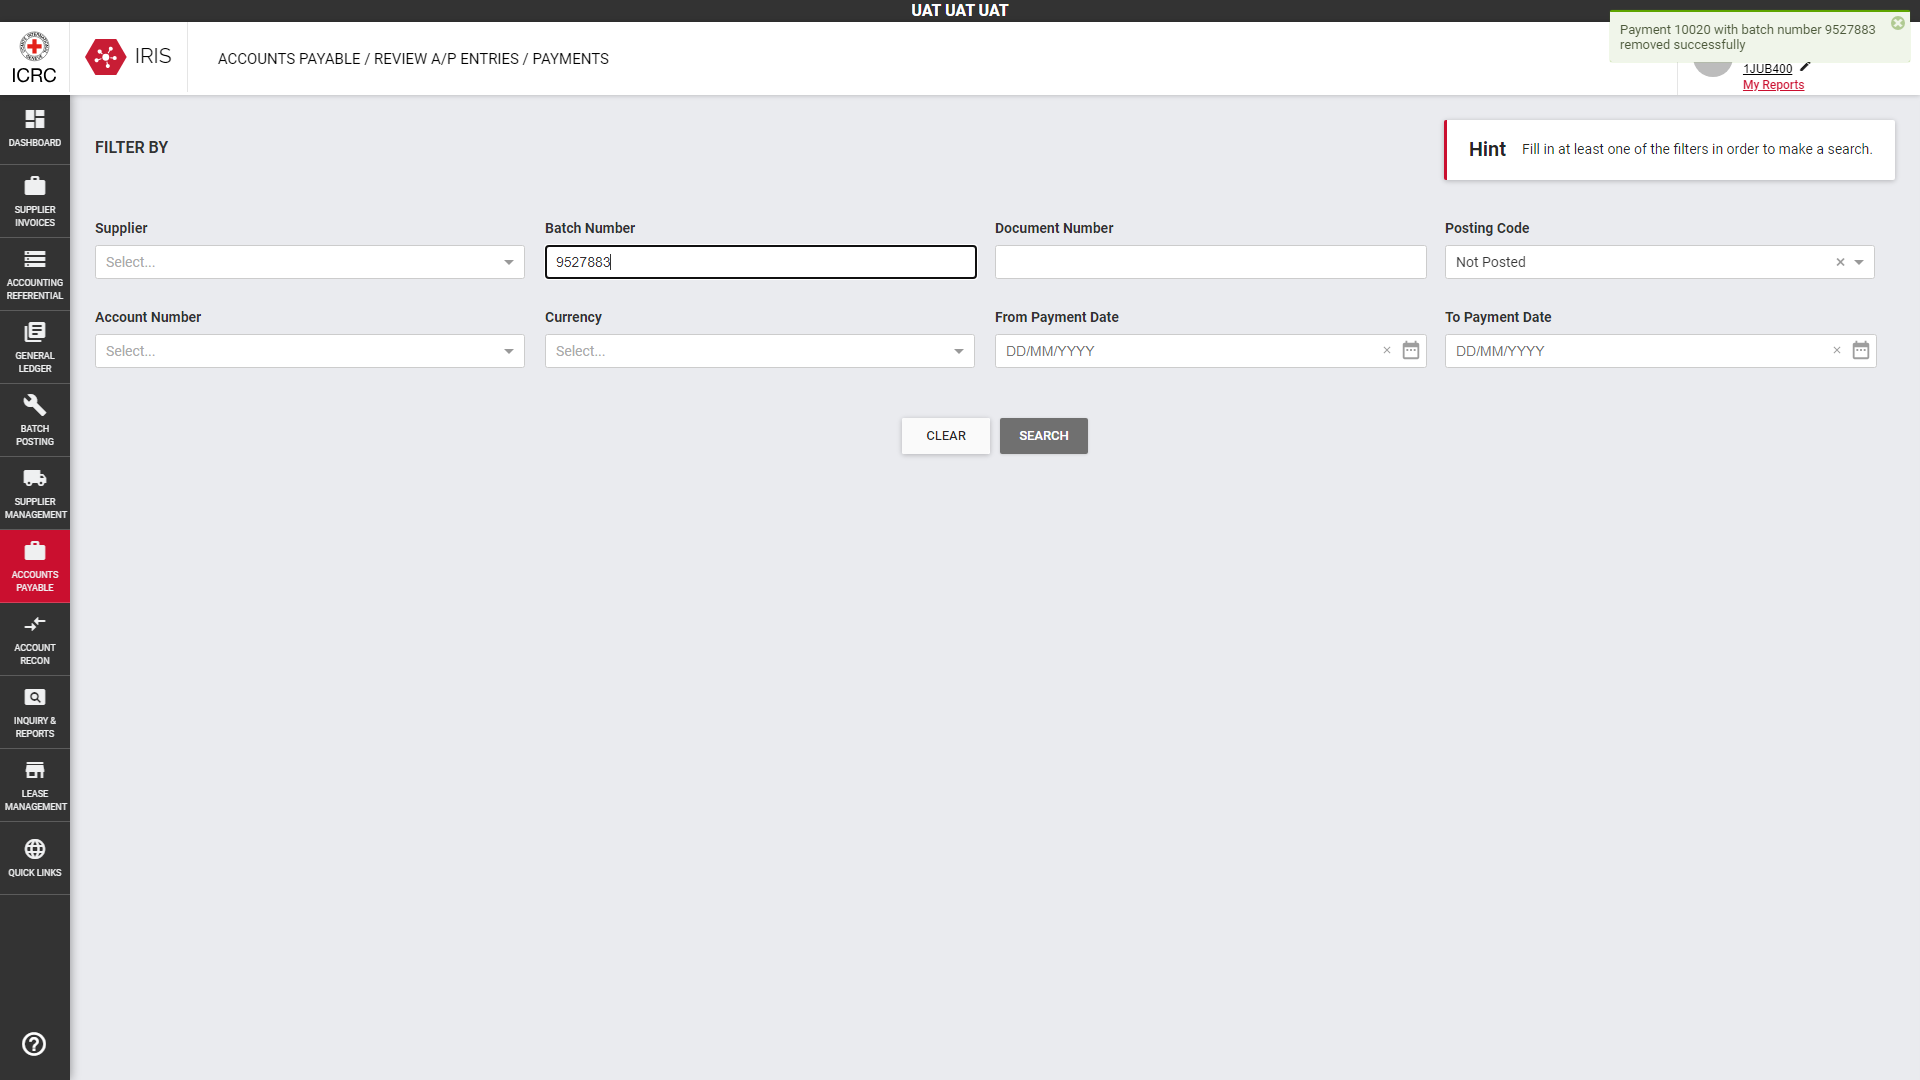 UAT UAT UAT
ICRC
IRIS
ACCOUNTS PAYABLE / REVIEW A/P ENTRIES / PAYMENTS
Payment 10020 with batch number 9527883
removed successfully
1JUB400
My Reports
DASHBOARD
SUPPLIER
INVOICES
ACCOUNTING
REFERENTIAL
GENERAL
LEDGER
BATCH
POSTING
SUPPLIER
MANAGEMENT
ACCOUNTS
PAYABLE
ACCOUNT
RECON
INQUIRY &
REPORTS
LEASE
MANAGEMENT
QUICK LINKS
FILTER BY
Hint Fill in at least one of the filters in order to make a search.
Supplier
Select...
Batch Number
9527883
Document Number
Posting Code
Not Posted
Account Number
Select...
Currency
Select...
From Payment Date
DD/MM/YYYY
To Payment Date
DD/MM/YYYY
CLEAR
SEARCH